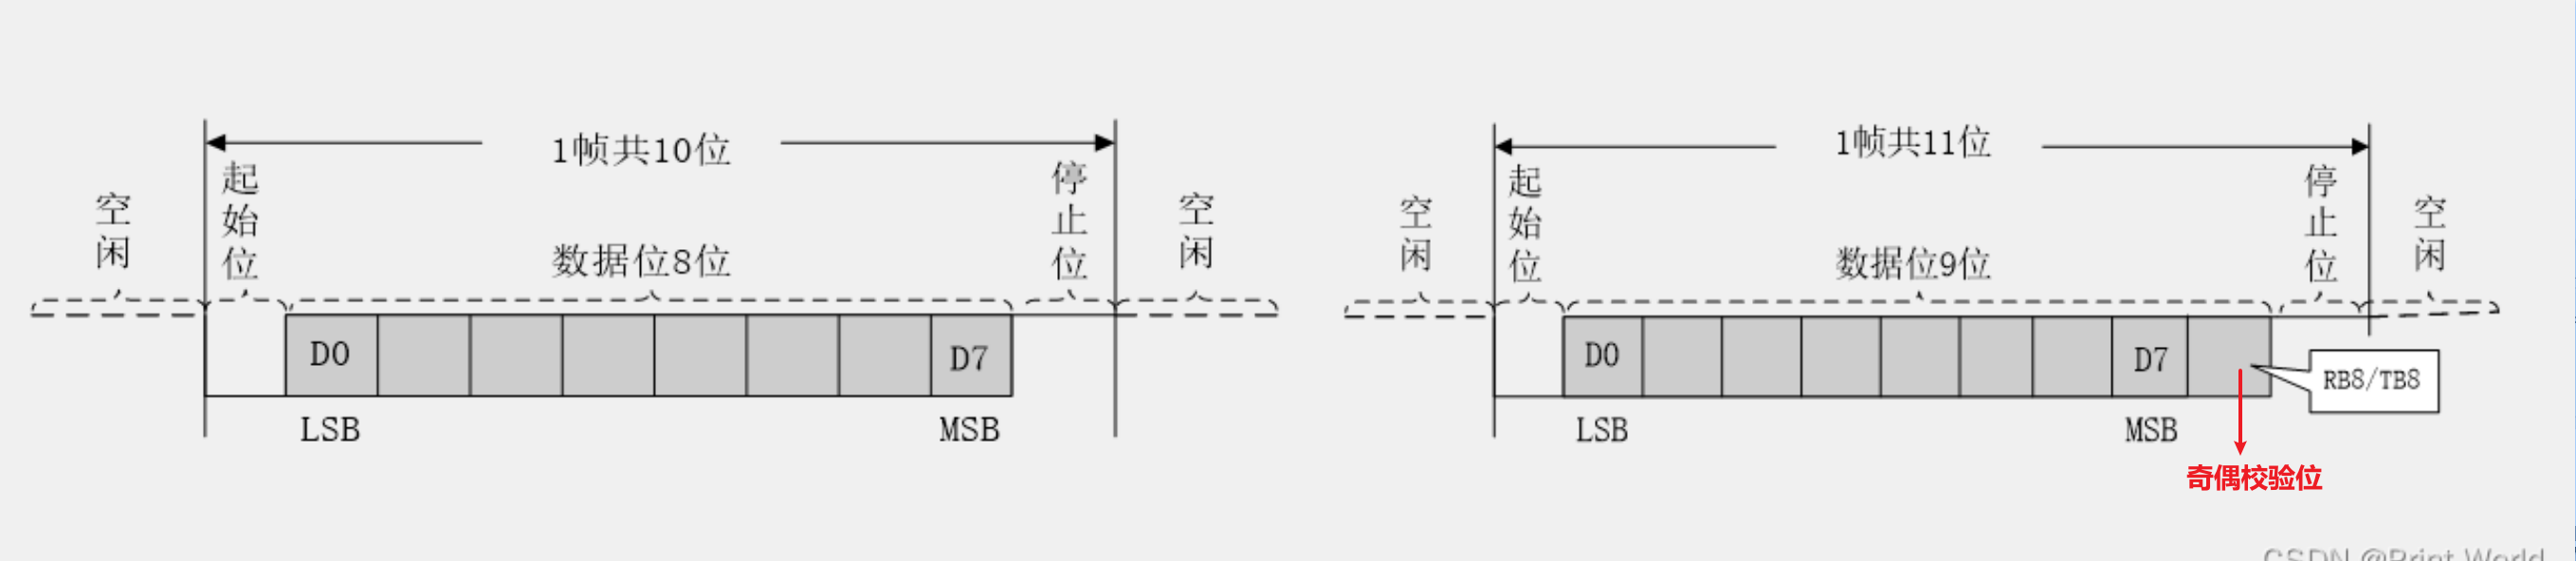 1帧共10位
空闲
起始位
数据位8位
停止位
空闲
D0
D7
LSB
MSB
1帧共11位
空闲
起始位
数据位9位
停止位
空闲
D0
D7
RB8/TB8
LSB
MSB
奇偶校验位
CSDN @Print World